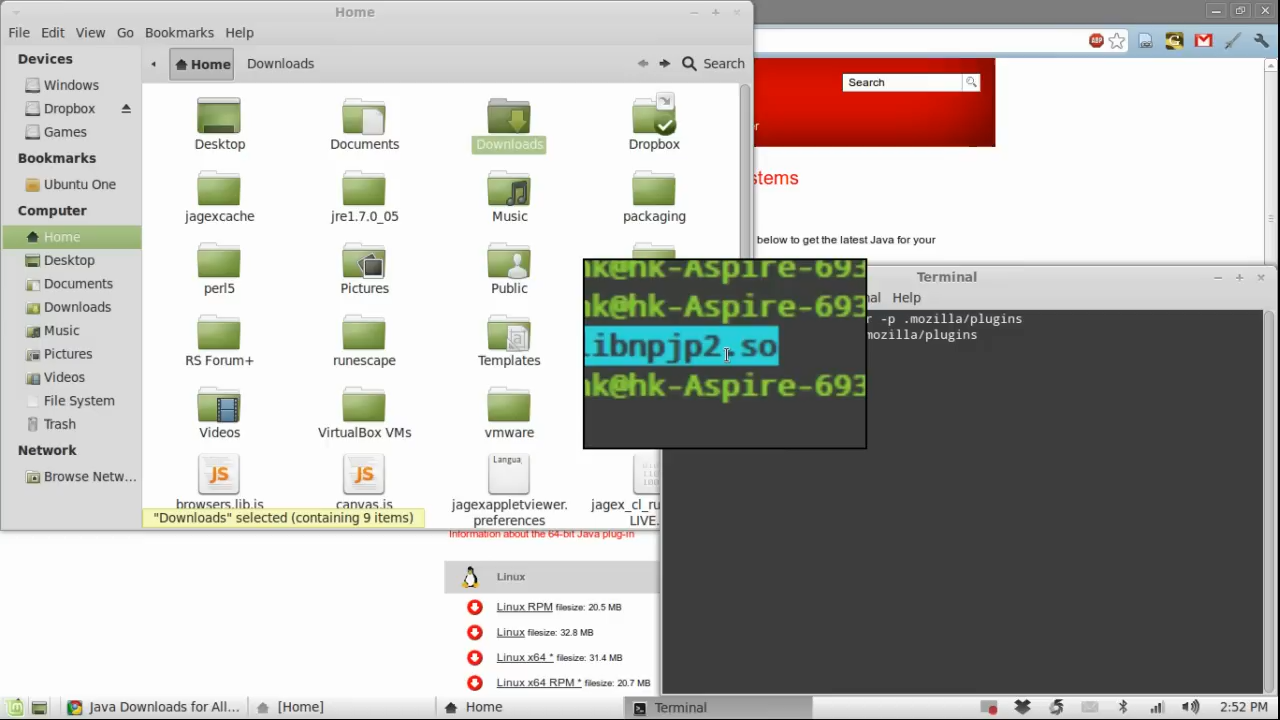 Home
File Edit View Go Bookmarks Help
Devices
Windows
Dropbox
Games
Bookmarks
Ubuntu One
Computer
Home
Desktop
Documents
Downloads
Music
Pictures
Videos
File System
Trash
Network
Browse Netw...
Home Downloads Search
Desktop Documents Downloads Dropbox
jagexcache jre1.7.0_05 Music packaging
perl5 Pictures Public
RS Forum+ runescape Templates
Videos VirtualBox VMs vmware
Langua
browsers.lib.js canvas.js jagexappletviewer. jagex_cl_ru
preferences LIVE.
"Downloads" selected (containing 9 items)
ABP
Search
stems
below to get the latest Java for your
Terminal
Help
-p .mozilla/plugins
mozilla/plugins
hk@hk-Aspire-693
hk@hk-Aspire-693
libnpjp2.so
hk@hk-Aspire-693
Information about the 64-bit Java plug-in
Linux
Linux RPM filesize: 20.5 MB
Linux filesize: 32.8 MB
Linux x64 * filesize: 31.4 MB
Linux x64 RPM * filesize: 20.7 MB
Java Downloads for All... [Home] Home Terminal 2:52 PM